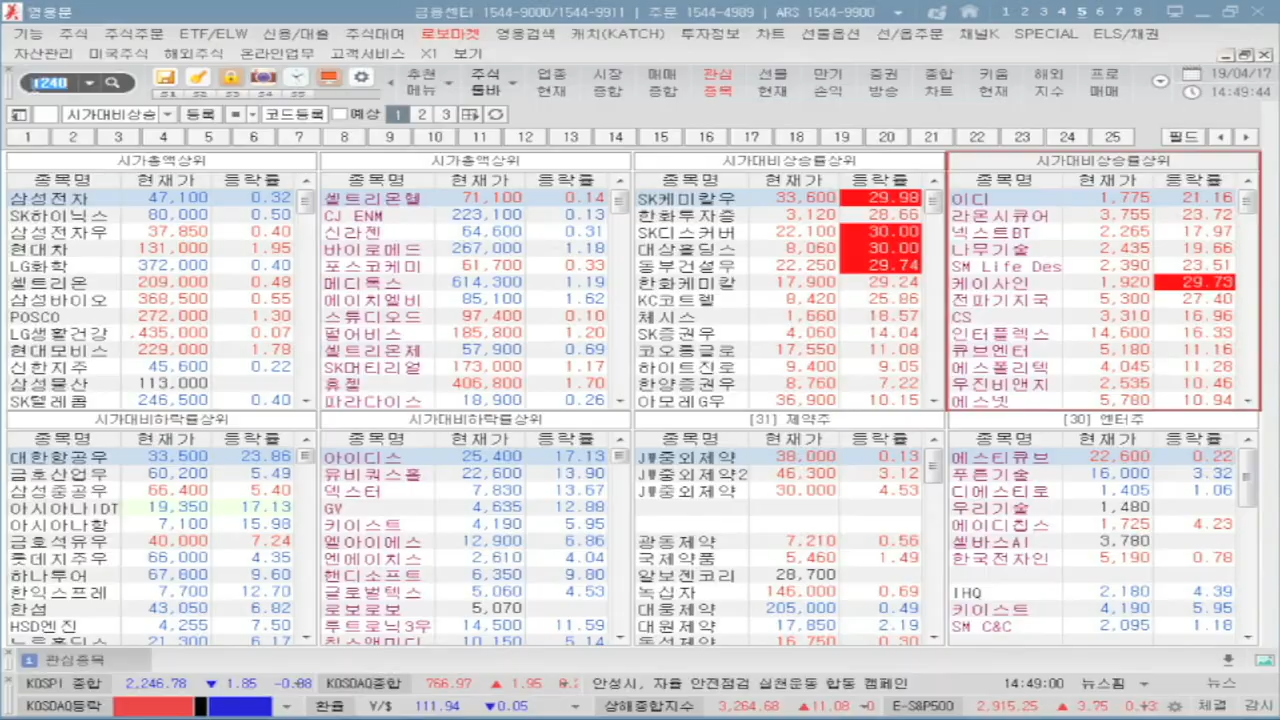 영웅문
금융센터 1544-9000/1544-9911 | 주문 1544-4989 | ARS 1544-9900
1 2 3 4 5 6 7 8
기능 주식 주식주문 ETF/ELW 신용/대출 주식대여 로보마켓 영웅검색 캐치(KATCH) 투자정보 차트 선물옵션 선/옵주문 채널K SPECIAL ELS/채권
자산관리 미국주식 해외주식 온라인업무 고객서비스 X1 보기
추천 메뉴 주식 툴바 업종 현재 시장 종합 매매 종합 관심 종목 선물 현재 만기 손익 증권 방송 종합 차트 키움 현재 해외 지수 프로 매매
19/04/17
14:49:44
시가대비상승 등록 코드등록 예상 1 2 3
1 2 3 4 5 6 7 8 9 10 11 12 13 14 15 16 17 18 19 20 21 22 23 24 25 필드
시가총액상위
종목명 현재가 등락률
삼성전자 47,100 0.32
SK하이닉스 80,000 0.50
삼성전자우 37,850 0.40
현대차 131,000 1.95
LG화학 372,000 0.40
셀트리온 209,000 0.48
삼성바이오 368,500 0.55
POSCO 272,000 1.30
LG생활건강 ,435,000 0.07
현대모비스 229,000 1.78
신한지주 45,600 0.22
삼성물산 113,000
SK텔레콤 246,500 0.40
시가총액상위
종목명 현재가 등락률
셀트리온헬 71,100 0.14
CJ ENM 223,100 0.13
신라젠 64,600 0.31
바이로메드 267,000 1.18
포스코케미 61,700 0.33
메디톡스 614,300 1.19
에이치엘비 85,100 1.62
스튜디오드 97,400 0.10
펄어비스 185,800 1.20
셀트리온제 57,900 0.69
SK머티리얼 173,000 1.17
휴젤 406,800 1.70
파라다이스 18,900 0.26
시가대비상승률상위
종목명 현재가 등락률
SK케미칼우 33,600 29.98
한화투자증 3,120 28.66
SK디스커버 22,100 30.00
대상홀딩스 8,060 30.00
동부건설우 22,250 29.74
한화케미칼 17,900 29.24
KC코트렐 8,420 25.86
체시스 1,660 18.57
SK증권우 4,060 14.04
코오롱글로 17,550 11.08
하이트진로 9,400 9.05
한양증권우 8,760 7.22
아모레G우 36,900 10.15
시가대비상승률상위
종목명 현재가 등락률
이디 1,775 21.16
라온시큐어 3,755 23.72
넥스트BT 2,265 17.97
나무기술 2,435 19.66
SM Life Des 2,390 23.51
케이사인 1,920 29.73
전파기지국 5,300 27.40
CS 3,310 16.96
인터플렉스 14,600 16.33
큐브엔터 5,180 11.16
에스폴리텍 4,045 11.28
우진비앤지 2,535 10.46
에스넷 5,780 10.94
시가대비하락률상위
종목명 현재가 등락률
대한항공우 33,500 23.86
금호산업우 60,200 5.49
삼성중공우 66,400 5.40
아시아나IDT 19,350 17.13
아시아나항 7,100 15.98
금호석유우 40,000 7.24
롯데지주우 66,000 4.35
하나투어 67,800 9.60
한익스프레 7,700 12.70
한섬 43,050 6.82
HSD엔진 4,255 7.50
노루홀딩스 21,300 6.17
시가대비하락률상위
종목명 현재가 등락률
아이디스 25,400 17.13
유비쿼스홀 22,600 13.90
덱스터 7,830 13.67
GV 4,635 12.88
키이스트 4,190 5.95
엘아이에스 12,900 6.86
엔에이치스 2,610 4.04
핸디소프트 6,350 9.80
글로벌텍스 5,060 4.53
로보로보 5,070
루트로닉3우 14,500 11.59
칩스앤미디 10,150 5.14
[31] 제약주
종목명 현재가 등락률
JW중외제약 38,000 0.13
JW중외제약2 46,300 3.12
JW중외제약 30,000 4.53
광동제약 7,210 0.56
국제약품 5,460 1.49
알보젠코리 28,700
녹십자 146,000 0.69
대웅제약 205,000 0.49
대원제약 17,850 2.19
동성제약 16,750 0.30
[30] 엔터주
종목명 현재가 등락률
에스티큐브 22,600 0.22
푸른기술 16,000 3.32
디에스티로 1,405 1.06
우리기술 1,480
에이디칩스 1,725 4.23
셀바스AI 3,780
한국전자인 5,190 0.78
IHQ 2,180 4.39
키이스트 4,190 5.95
SM C&C 2,095 1.18
1 관심종목
KOSPI 종합 2,246.78 ▼ 1.85 -0.08 KOSDAQ종합 766.97 ▲ 1.95 안성시, 자율 안전점검 실천운동 합동 캠페인 14:49:00 뉴스핌 뉴스
KOSDAQ등락 환율 ¥/$ 111.94 ▼0.05 상해종합지수 3,264.68 ▲11.08 E-S&P500 2,915.25 ▲ 3.75 체결 감시